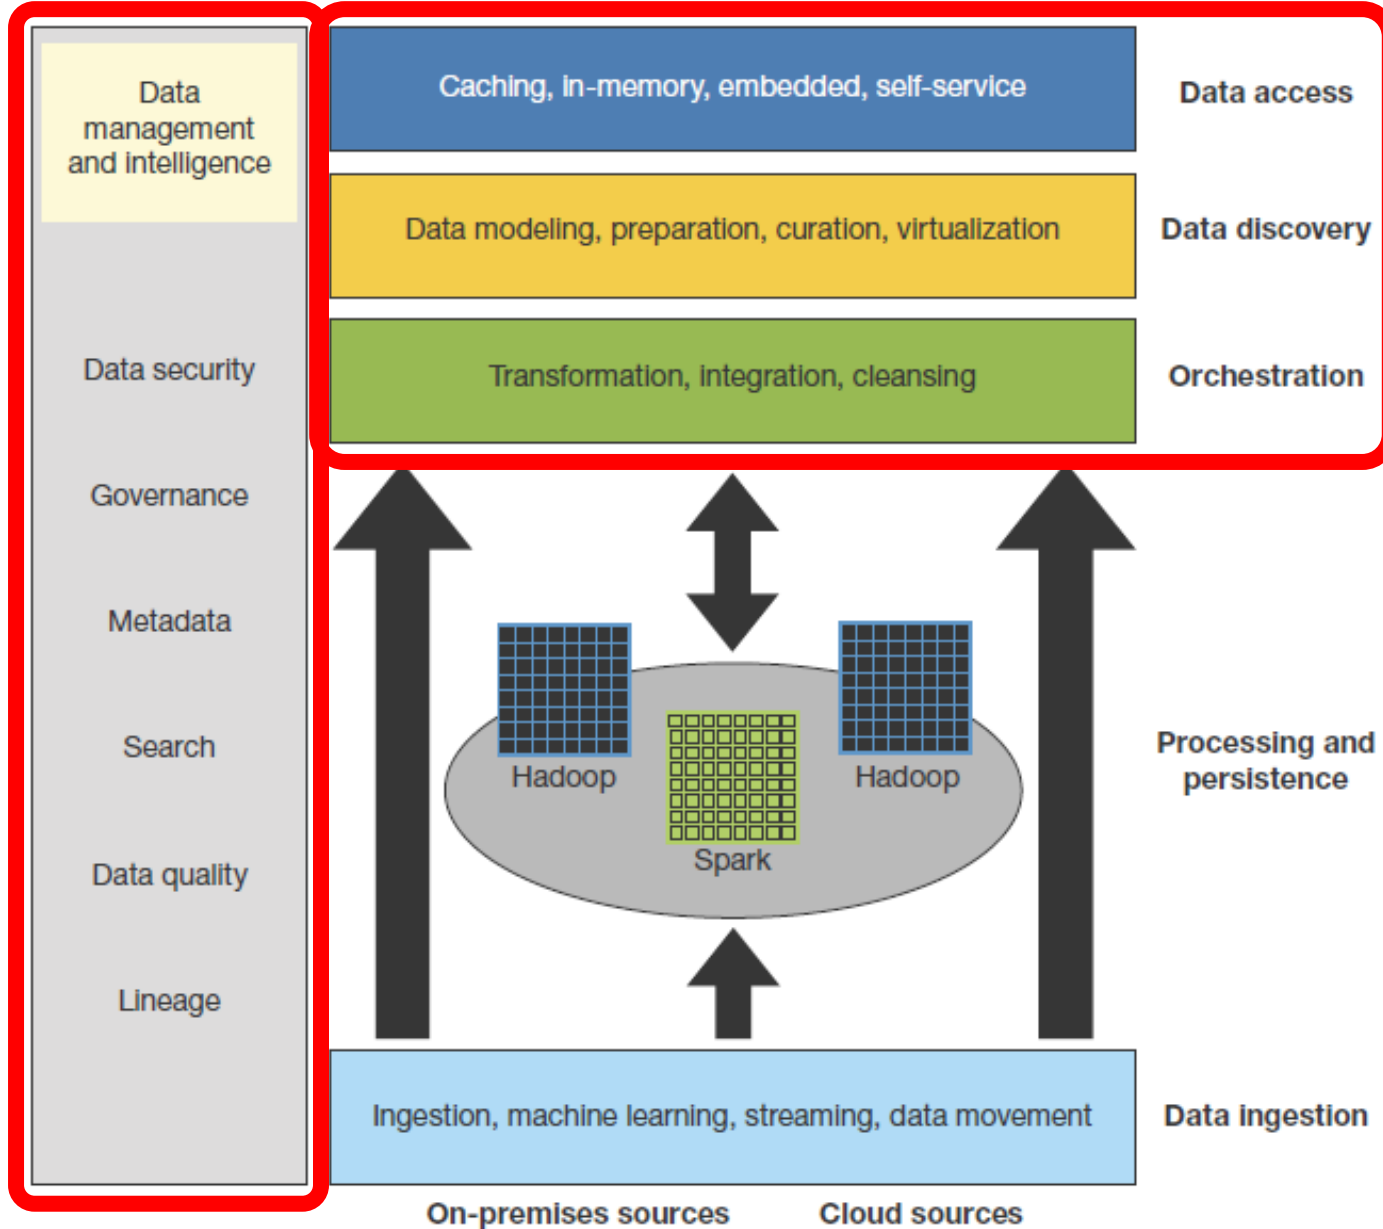 Data
management
and intelligence
Data security
Governance
Metadata
Search
Data quality
Lineage
Caching, in-memory, embedded, self-service
Data access
Data modeling, preparation, curation, virtualization
Data discovery
Transformation, integration, cleansing
Orchestration
Hadoop
Hadoop
Spark
Processing and
persistence
Ingestion, machine learning, streaming, data movement
Data ingestion
On-premises sources
Cloud sources